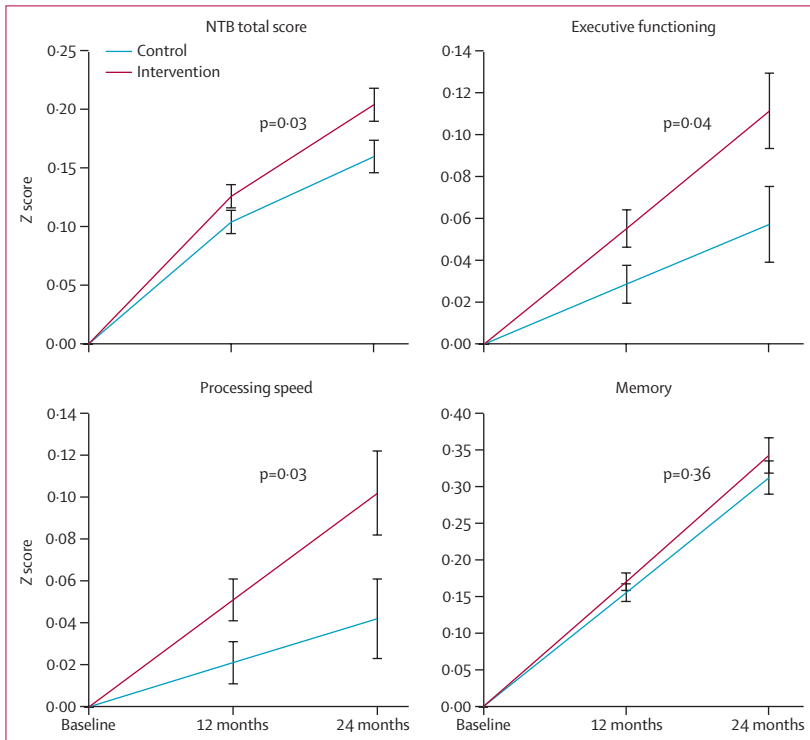 NTB total score
Control
Intervention
p=0·03
Z score
0·25
0·20
0·15
0·10
0·05
0·00
Executive functioning
p=0·04
0·14
0·12
0·10
0·08
0·06
0·04
0·02
0·00
Processing speed
p=0·03
Z score
0·14
0·12
0·10
0·08
0·06
0·04
0·02
0·00
Baseline 12 months 24 months
Memory
p=0·36
0·40
0·35
0·30
0·25
0·20
0·15
0·10
0·05
0·00
Baseline 12 months 24 months